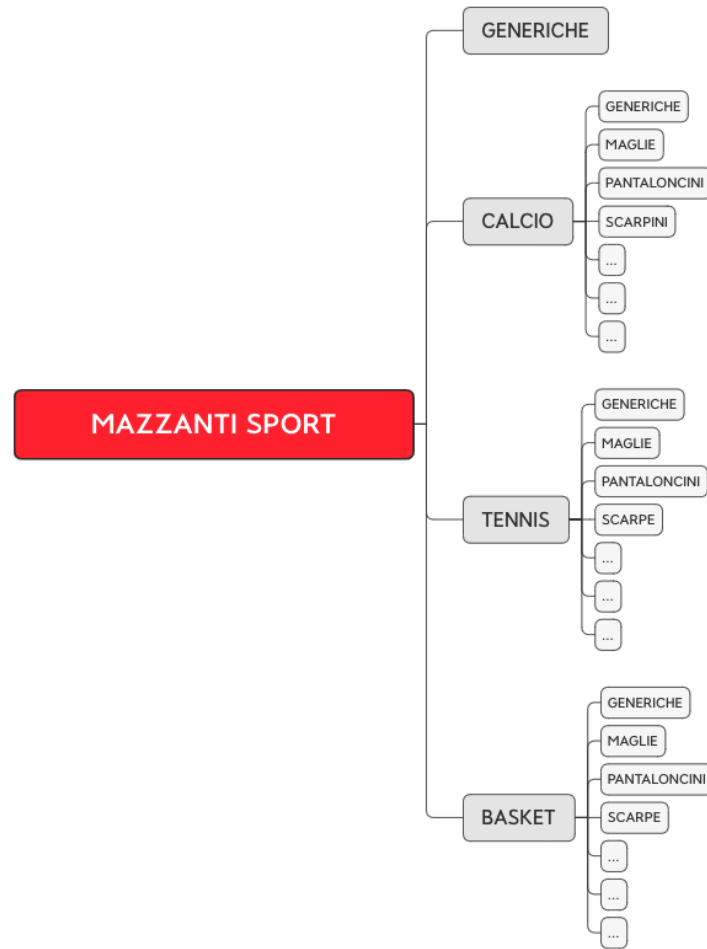 GENERICHE
GENERICHE
MAGLIE
PANTALONCINI
CALCIO
SCARPINI
...
...
...
MAZZANTI SPORT
GENERICHE
MAGLIE
PANTALONCINI
TENNIS
SCARPE
...
...
...
GENERICHE
MAGLIE
PANTALONCINI
BASKET
SCARPE
...
...
...